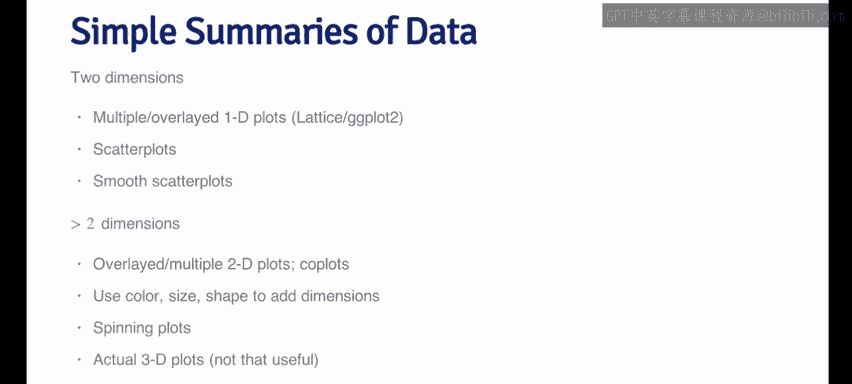 GPT中英字幕课程资源@bilibili.com
Simple Summaries of Data
Two dimensions
· Multiple/overlayed 1-D plots (Lattice/ggplot2)
· Scatterplots
· Smooth scatterplots
> 2 dimensions
· Overlayed/multiple 2-D plots; coplots
· Use color, size, shape to add dimensions
· Spinning plots
· Actual 3-D plots (not that useful)